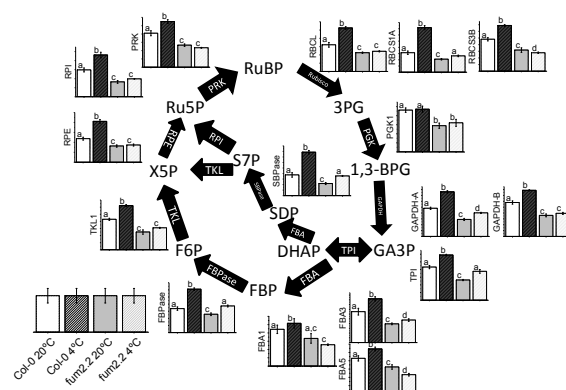 PRK
a
b
c
c
RPI
a
b
c
c
RPE
a
b
c
c
TKL1
a
b
c
c
RuBP
Ru5P
X5P
F6P
FBP
DHAP
SDP
S7P
GA3P
1,3-BPG
3PG
PRK
RPE
RPI
TKL
TKL
SBPase
FBA
FBPase
FBA
TPI
GAPDH
PGK
Rubisco
RBCL
a
b
c
c
RBCS1A
a
b
c
a
RBCS3B
a
b
c
d
PGK1
a
a
b
b
SBPase
a
b
c
a
GAPDH-A
a
b
c
d
GAPDH-B
a
b
c
c
TPI
a
b
c
a
FBPase
a
b
c
a
FBA1
a
b
a,c
c
FBA3
a
b
c
d
FBA5
a
b
c
d
Col-0 20°C
Col-0 4°C
fum2.2 20°C
fum2.2 4°C